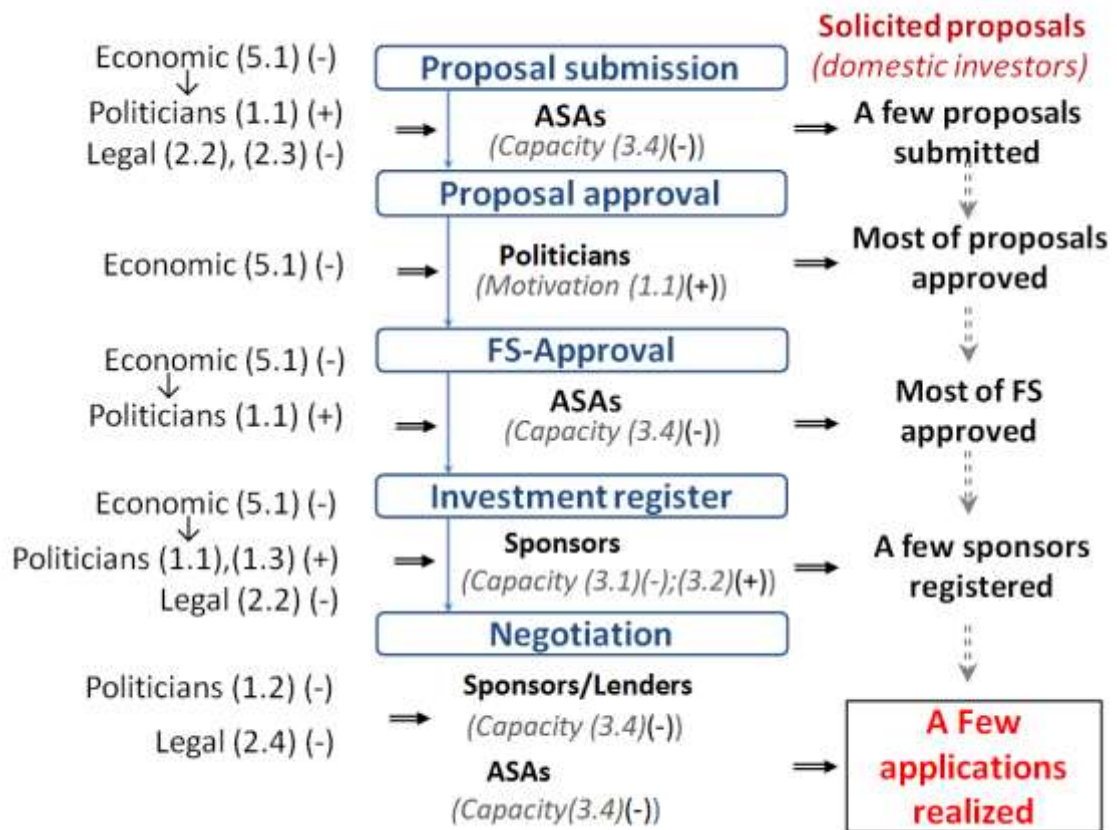 Solicited proposals
(domestic investors)
Economic (5.1) (-)
Politicians (1.1) (+)
Legal (2.2), (2.3) (-)
Proposal submission
ASAs
(Capacity (3.4)(-))
A few proposals
submitted
Proposal approval
Economic (5.1) (-)
Politicians
(Motivation (1.1)(+))
Most of proposals
approved
FS-Approval
Economic (5.1) (-)
Politicians (1.1) (+)
ASAs
(Capacity (3.4)(-))
Most of FS
approved
Investment register
Economic (5.1) (-)
Politicians (1.1),(1.3) (+)
Legal (2.2) (-)
Sponsors
(Capacity (3.1)(-);(3.2)(+))
A few sponsors
registered
Negotiation
Politicians (1.2) (-)
Legal (2.4) (-)
Sponsors/Lenders
(Capacity (3.4)(-))
ASAs
(Capacity(3.4)(-))
A Few
applications
realized